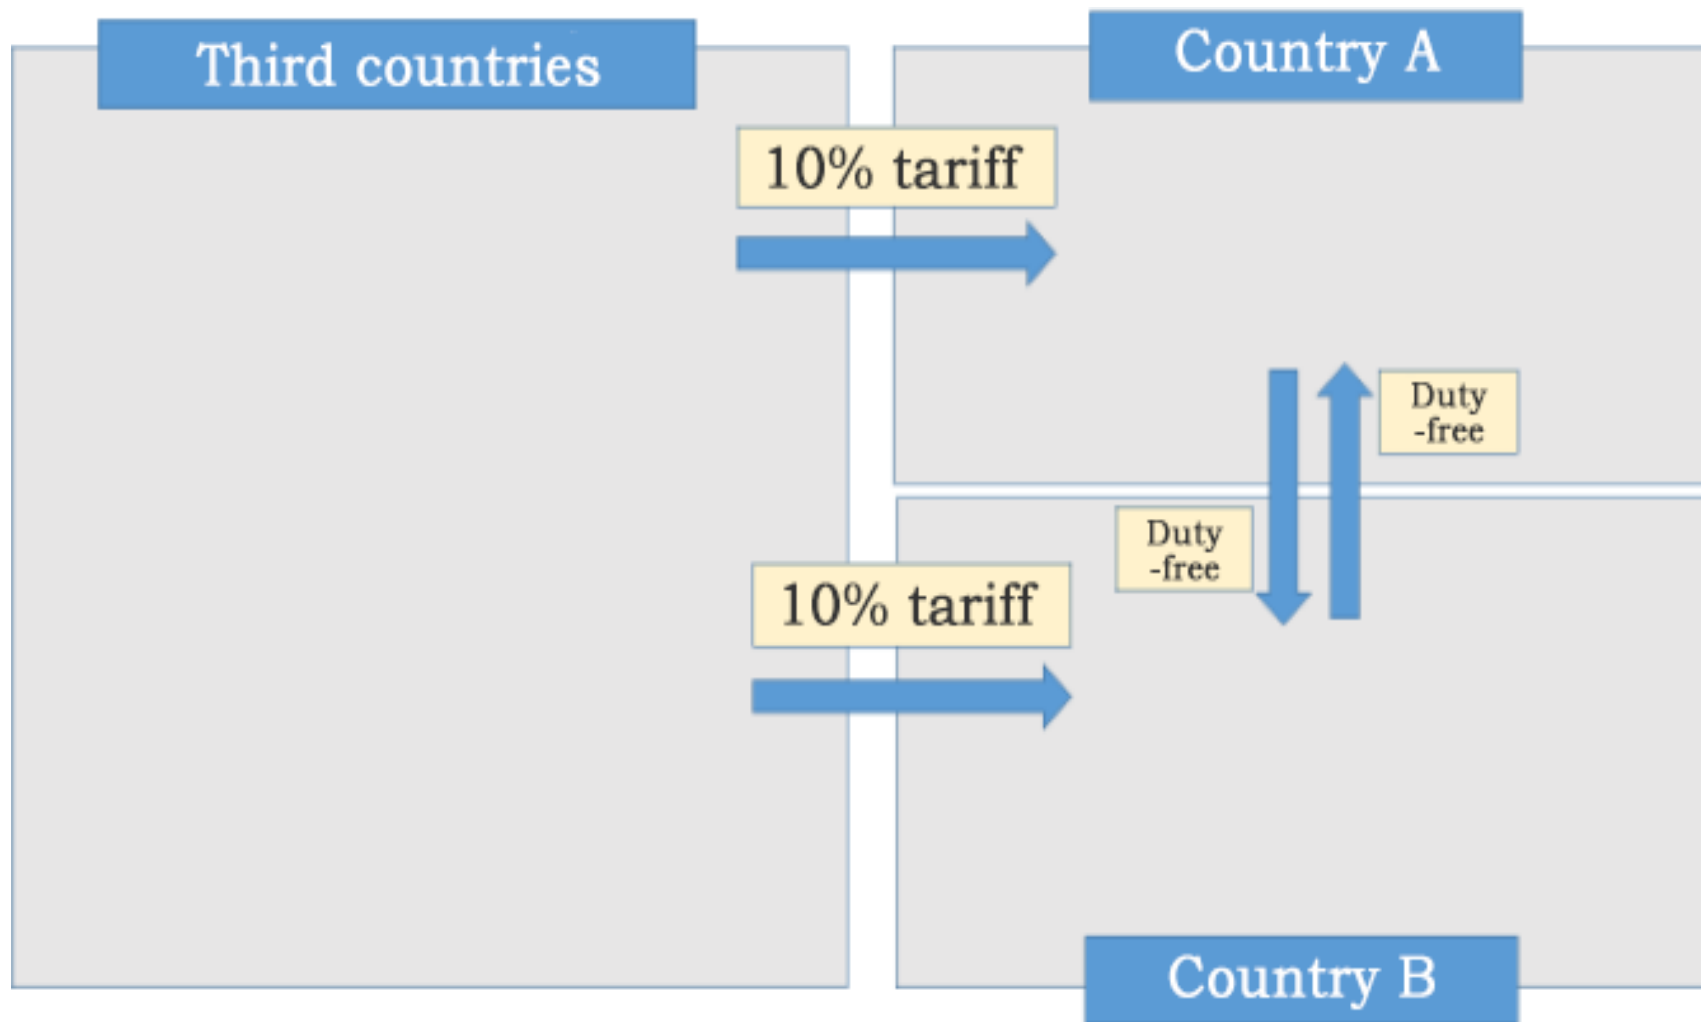 Third countries
Country A
10% tariff
Duty
-free
Duty
-free
10% tariff
Country B